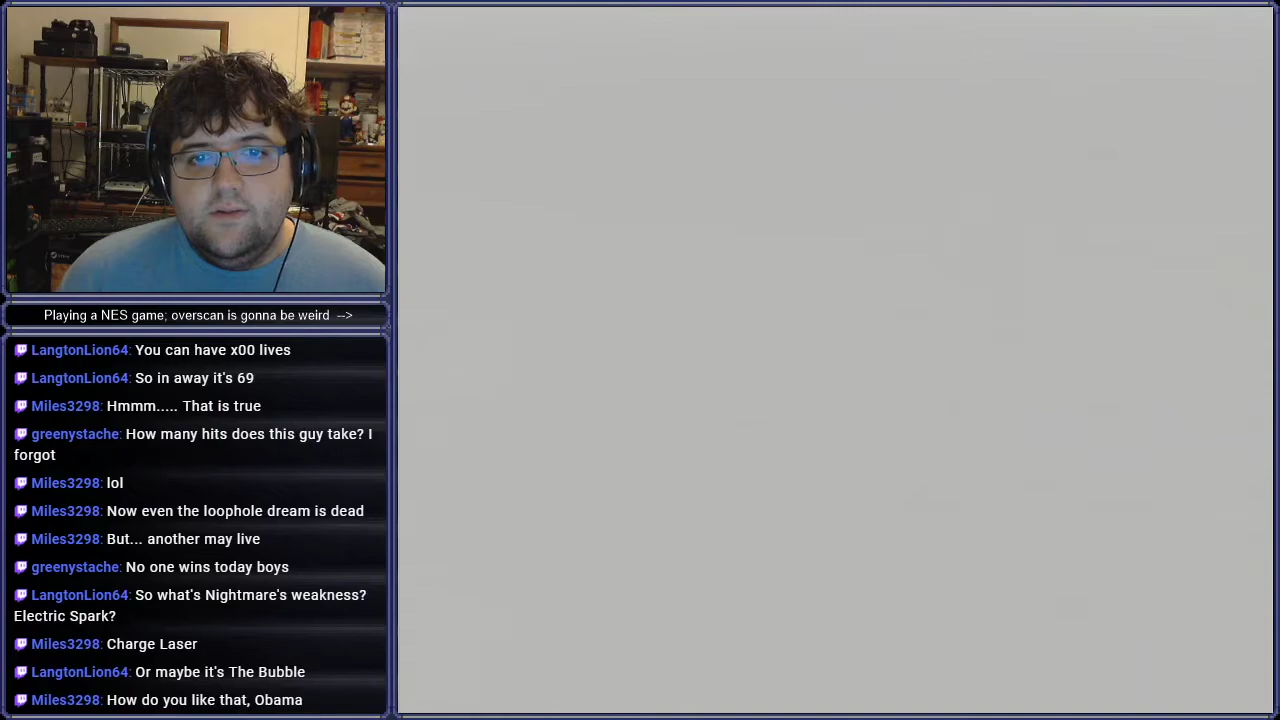 Playing a NES game; overscan is gonna be weird -->
LangtonLion64: You can have x00 lives
LangtonLion64: So in away it's 69
Miles3298: Hmmm..... That is true
greenystache: How many hits does this guy take? I
forgot
Miles3298: lol
Miles3298: Now even the loophole dream is dead
Miles3298: But... another may live
greenystache: No one wins today boys
LangtonLion64: So what's Nightmare's weakness?
Electric Spark?
Miles3298: Charge Laser
LangtonLion64: Or maybe it's The Bubble
Miles3298: How do you like that, Obama